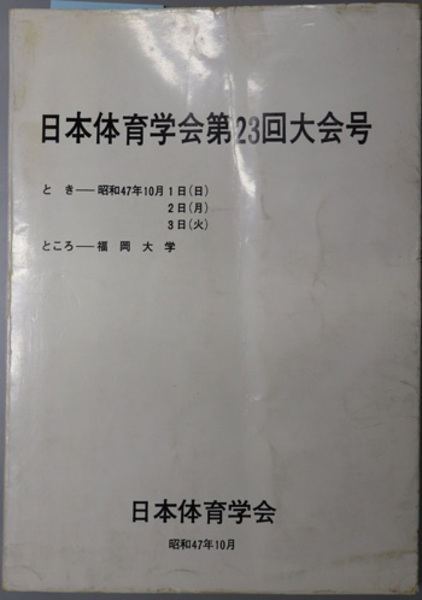 日本体育学会第23回大会号
とき――昭和47年10月1日(日)
2日(月)
3日(火)
ところ――福岡大学
日本体育学会
昭和47年10月